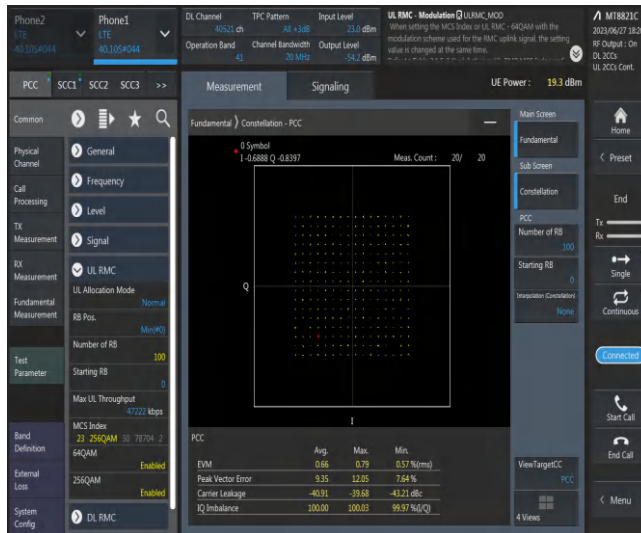 Phone2
LTE
40.105#044
Phone1
LTE
40.105#044
DL Channel
40521 ch
TPC Pattern
All +3dB
Input Level
23.0 dBm
Operation Band
41
Channel Bandwidth
20 MHz
Output Level
-54.2 dBm
UL RMC - Modulation ULRMC_MOD
When setting the MCS Index or UL RMC - 64QAM with the
modulation scheme used for the RMC uplink signal, the setting
value is changed at the same time.
MT8821C
2023/06/27 18:20
RF Output : On
DL 2CCs
UL 2CCs Cont.
PCC
SCC1
SCC2
SCC3
>>
Measurement
Signaling
UE Power :
19.3 dBm
Common
Physical
Channel
Call
Processing
TX
Measurement
RX
Measurement
Fundamental
Measurement
Test
Parameter
Band
Definition
External
Loss
System
Config
General
Frequency
Level
Signal
UL RMC
UL Allocation Mode
Normal
RB Pos.
Min(#0)
Number of RB
100
Starting RB
0
Max UL Throughput
47222 kbps
MCS Index
23 256QAM 30 78704 2
64QAM
Enabled
256QAM
Enabled
DL RMC
Fundamental ⟩ Constellation - PCC
0 Symbol
I -0.6888 Q -0.8397
Meas. Count : 20/ 20
Q
I
PCC
Avg. Max. Min.
EVM 0.66 0.79 0.57 %(rms)
Peak Vector Error 9.35 12.05 7.64 %
Carrier Leakage -40.91 -39.68 -43.21 dBc
IQ Imbalance 100.00 100.03 99.97 %(I/Q)
Main Screen
Fundamental
Sub Screen
Constellation
PCC
Number of RB
100
Starting RB
0
Interpolation (Constellation)
None
ViewTargetCC
PCC
4 Views
Home
< Preset
End
Tx
Rx
Single
Continuous
Connected
Start Call
End Call
< Menu